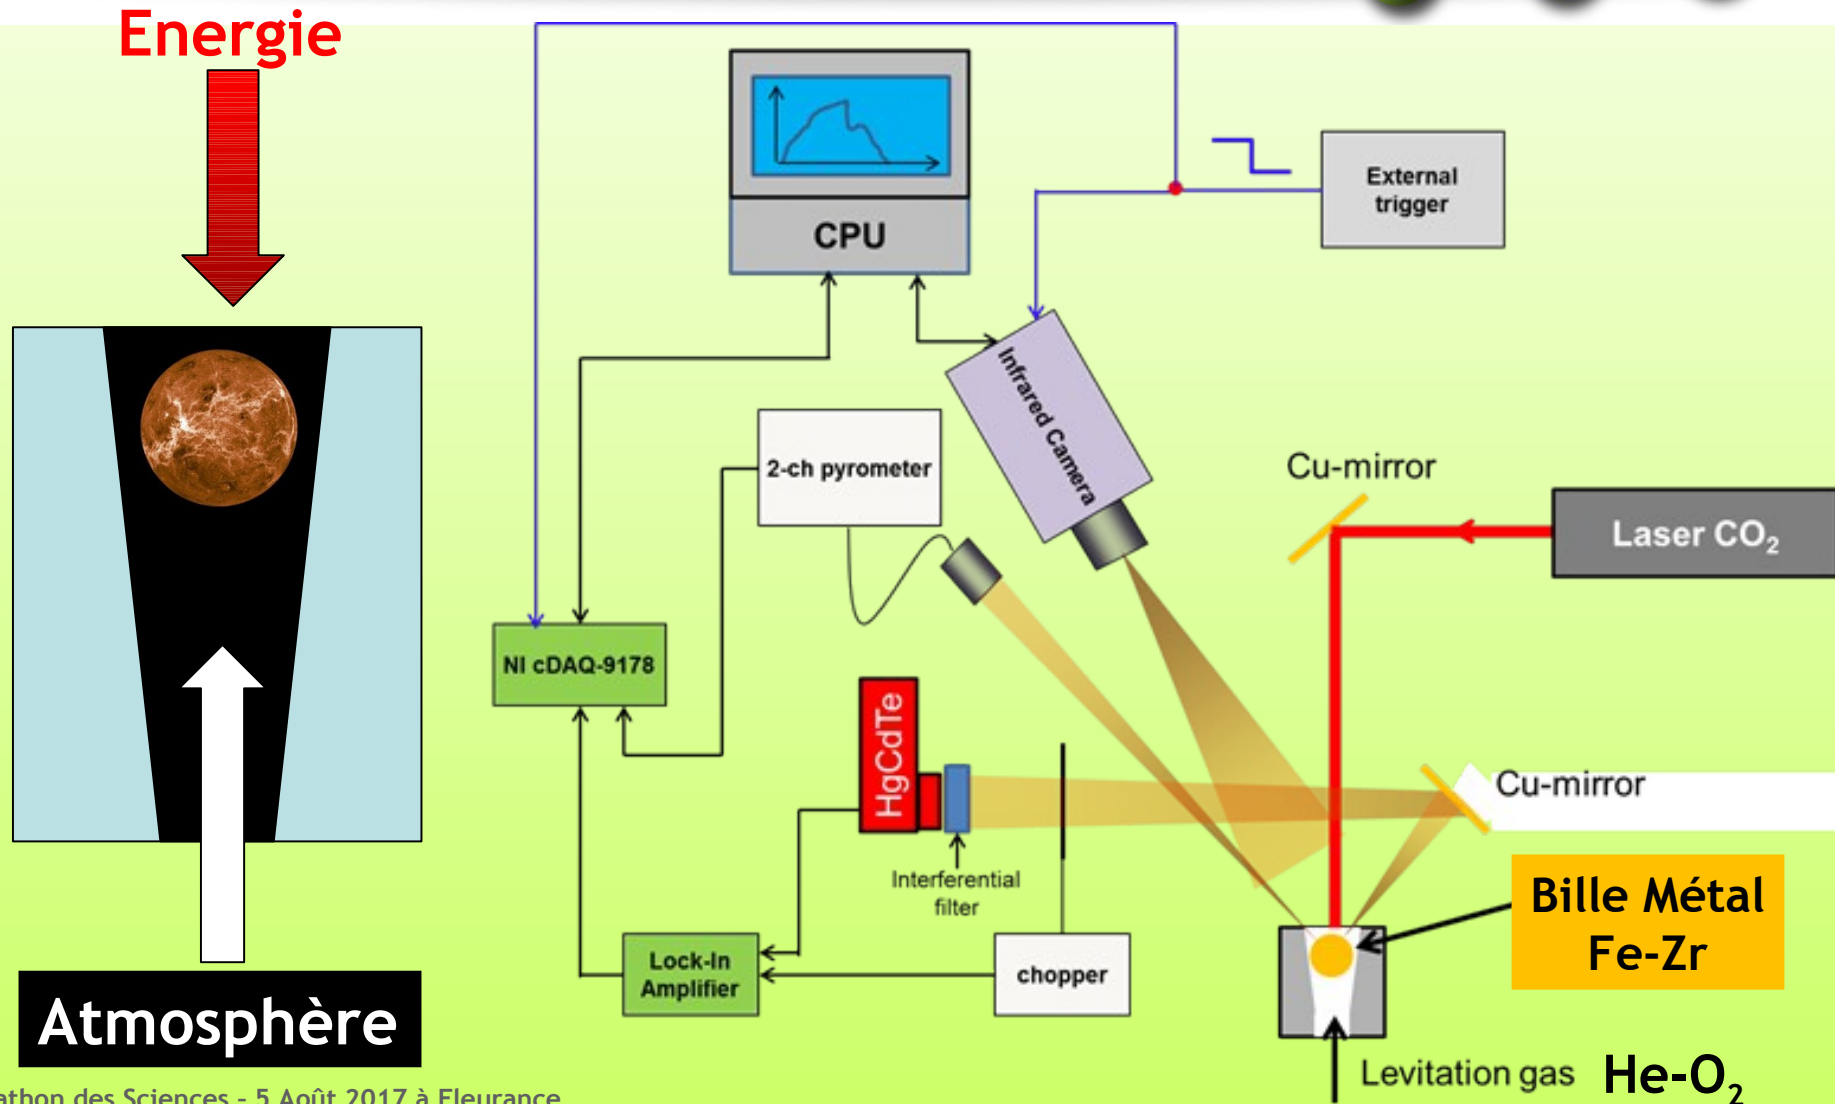 Energie
CPU
External
trigger
Infrared Camera
2-ch pyrometer
Cu-mirror
Laser CO₂
NI cDAQ-9178
HgCdTe
Cu-mirror
Interferential
filter
Bille Métal
Fe-Zr
Lock-In
Amplifier
chopper
Atmosphère
Levitation gas He-O₂
des Sciences – 5 Août 2017 à Fleurance